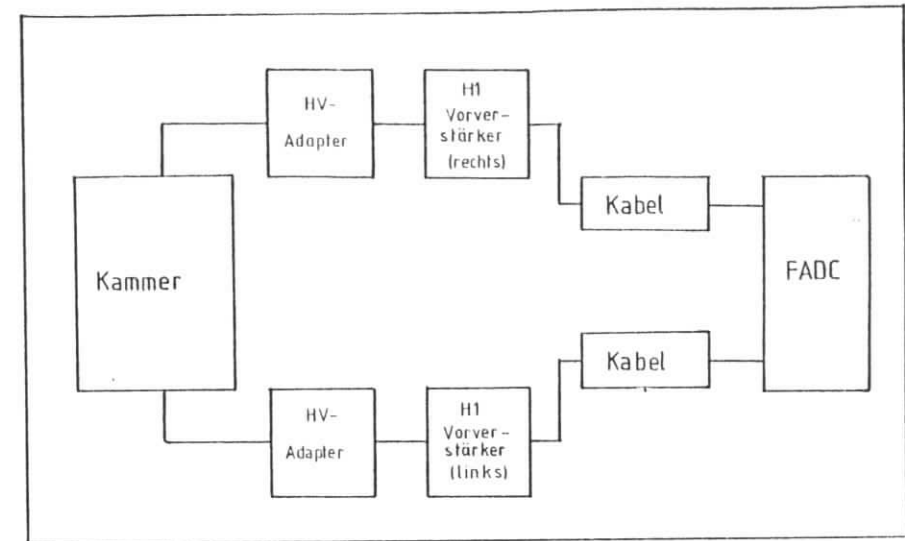 HV-
Adapter
H1
Vorver-
stärker
(rechts)
Kabel
Kammer
FADC
Kabel
HV-
Adapter
H1
Vorver-
stärker
(links)